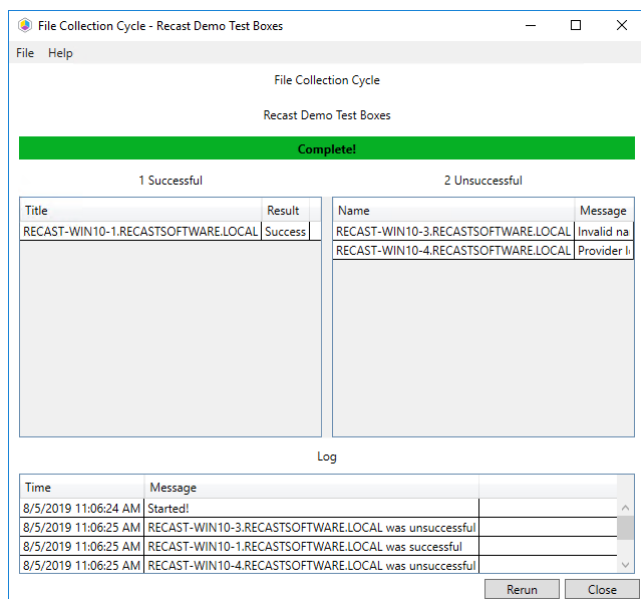 File Collection Cycle - Recast Demo Test Boxes
File Help
File Collection Cycle
Recast Demo Test Boxes
Complete!
1 Successful
2 Unsuccessful
Title Result
RECAST-WIN10-1.RECASTSOFTWARE.LOCAL Success
Name Message
RECAST-WIN10-3.RECASTSOFTWARE.LOCAL Invalid na
RECAST-WIN10-4.RECASTSOFTWARE.LOCAL Provider
Log
Time Message
8/5/2019 11:06:24 AM Started!
8/5/2019 11:06:25 AM RECAST-WIN10-3.RECASTSOFTWARE.LOCAL was unsuccessful
8/5/2019 11:06:25 AM RECAST-WIN10-1.RECASTSOFTWARE.LOCAL was successful
8/5/2019 11:06:25 AM RECAST-WIN10-4.RECASTSOFTWARE.LOCAL was unsuccessful
Rerun Close